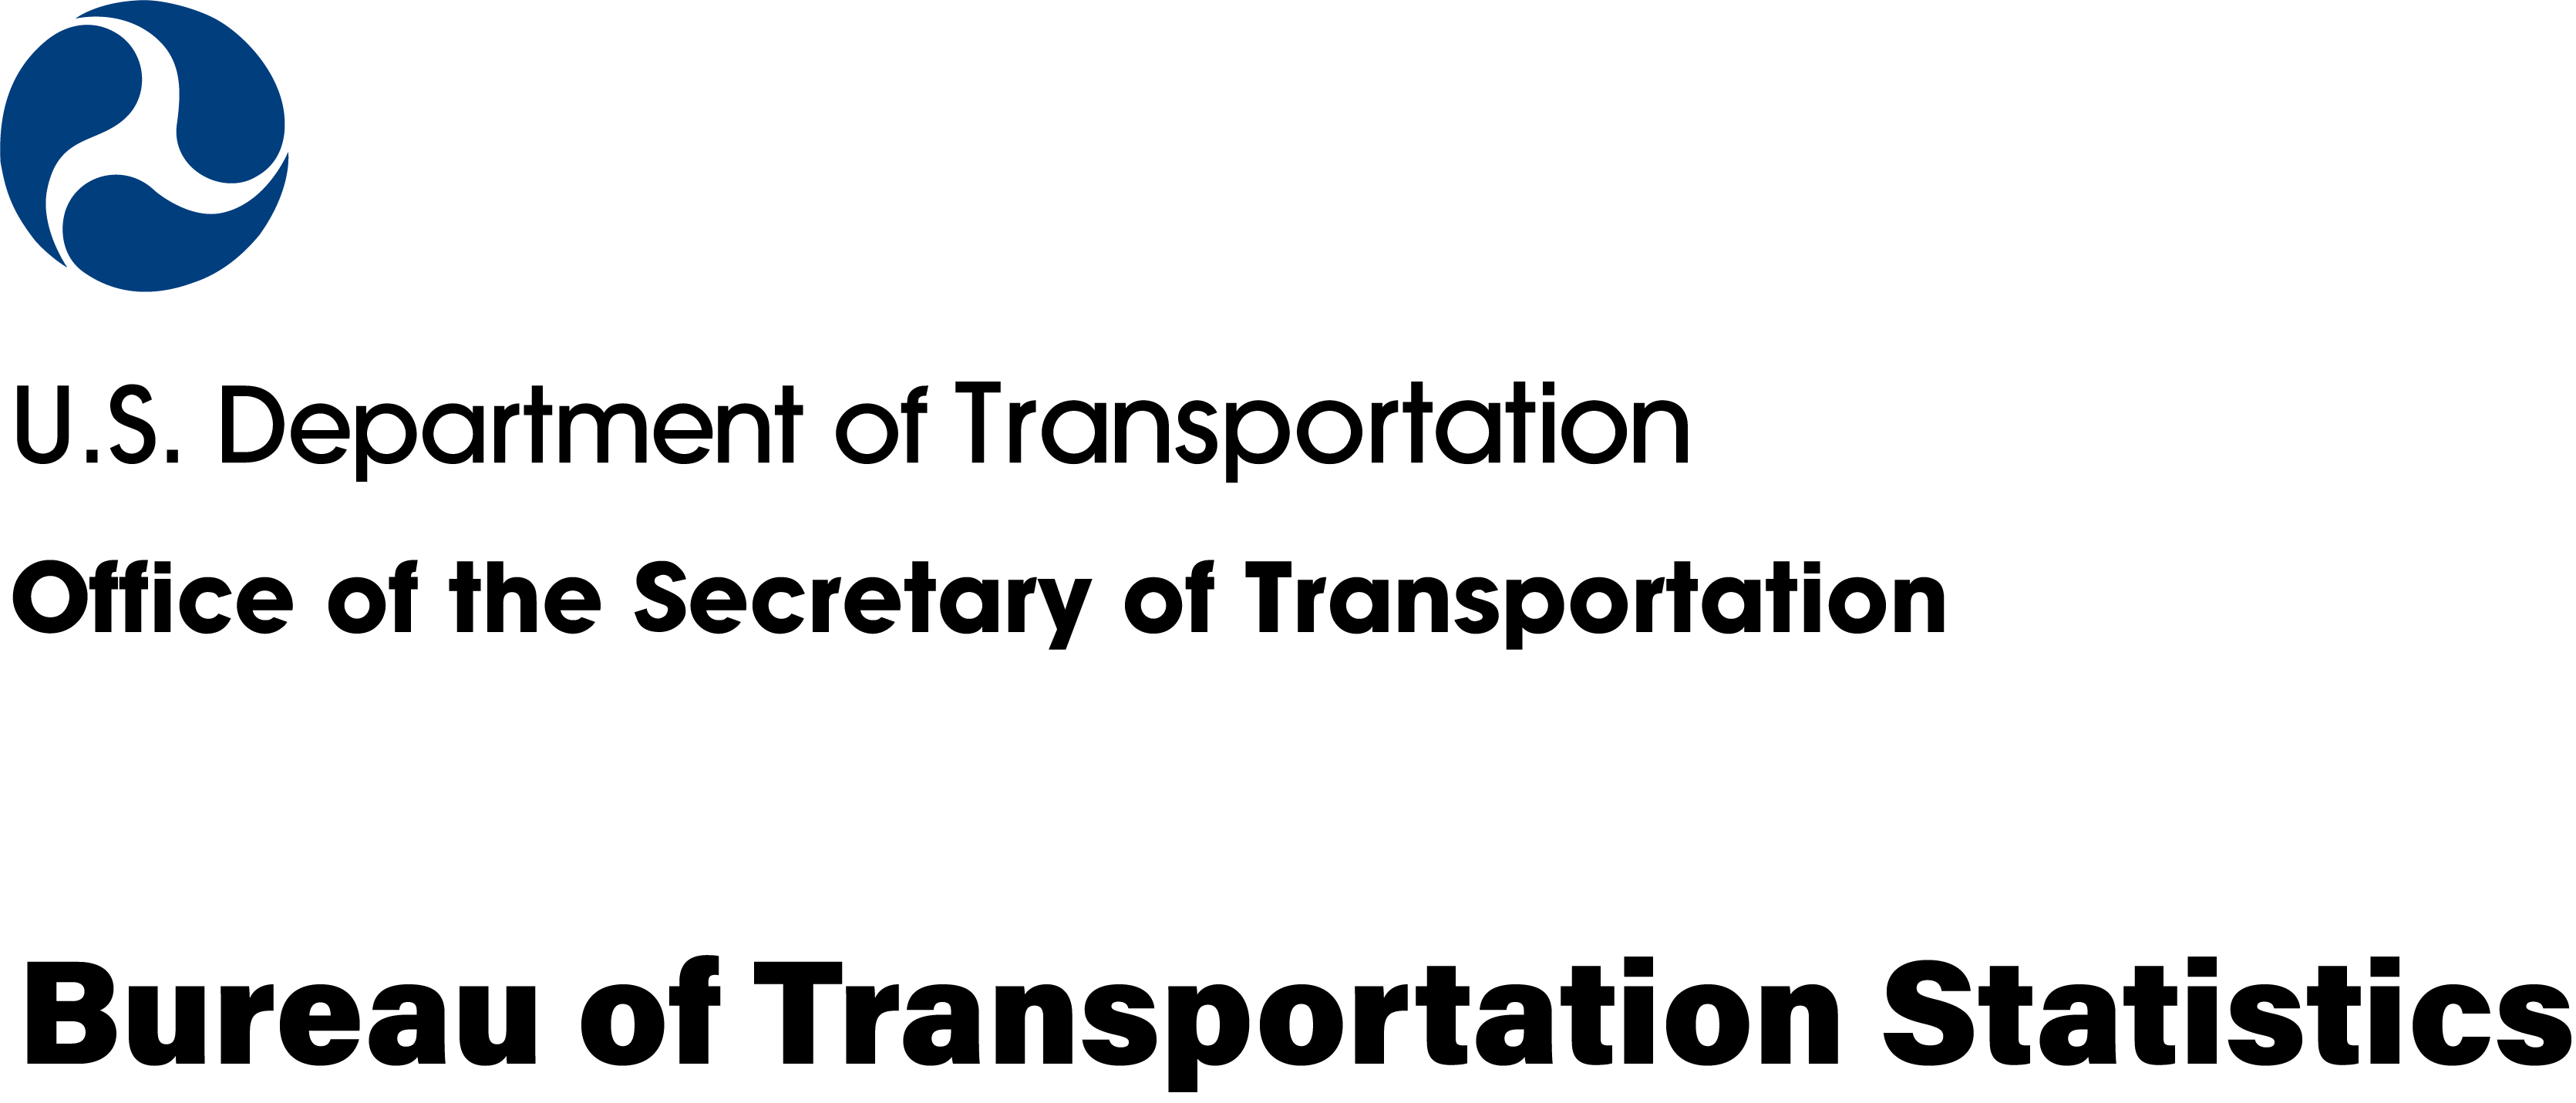 U.S. Department of Transportation
Office of the Secretary of Transportation
Bureau of Transportation Statistics